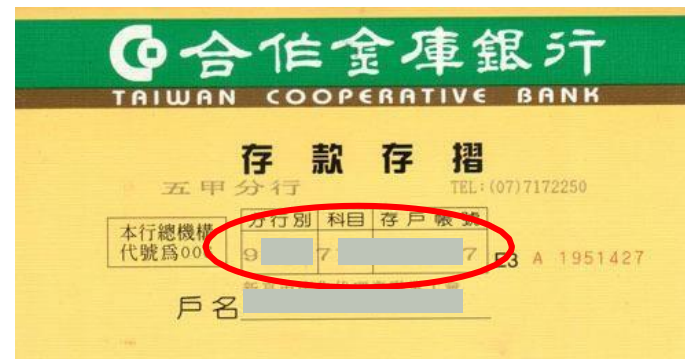 合作金庫銀行
TAIWAN COOPERATIVE BANK
存款存摺
五甲分行 TEL:(07)7172250
分行別 科目 存戶帳號
本行總機構
代號為00
9 7 7 E3 A 1951427
戶名